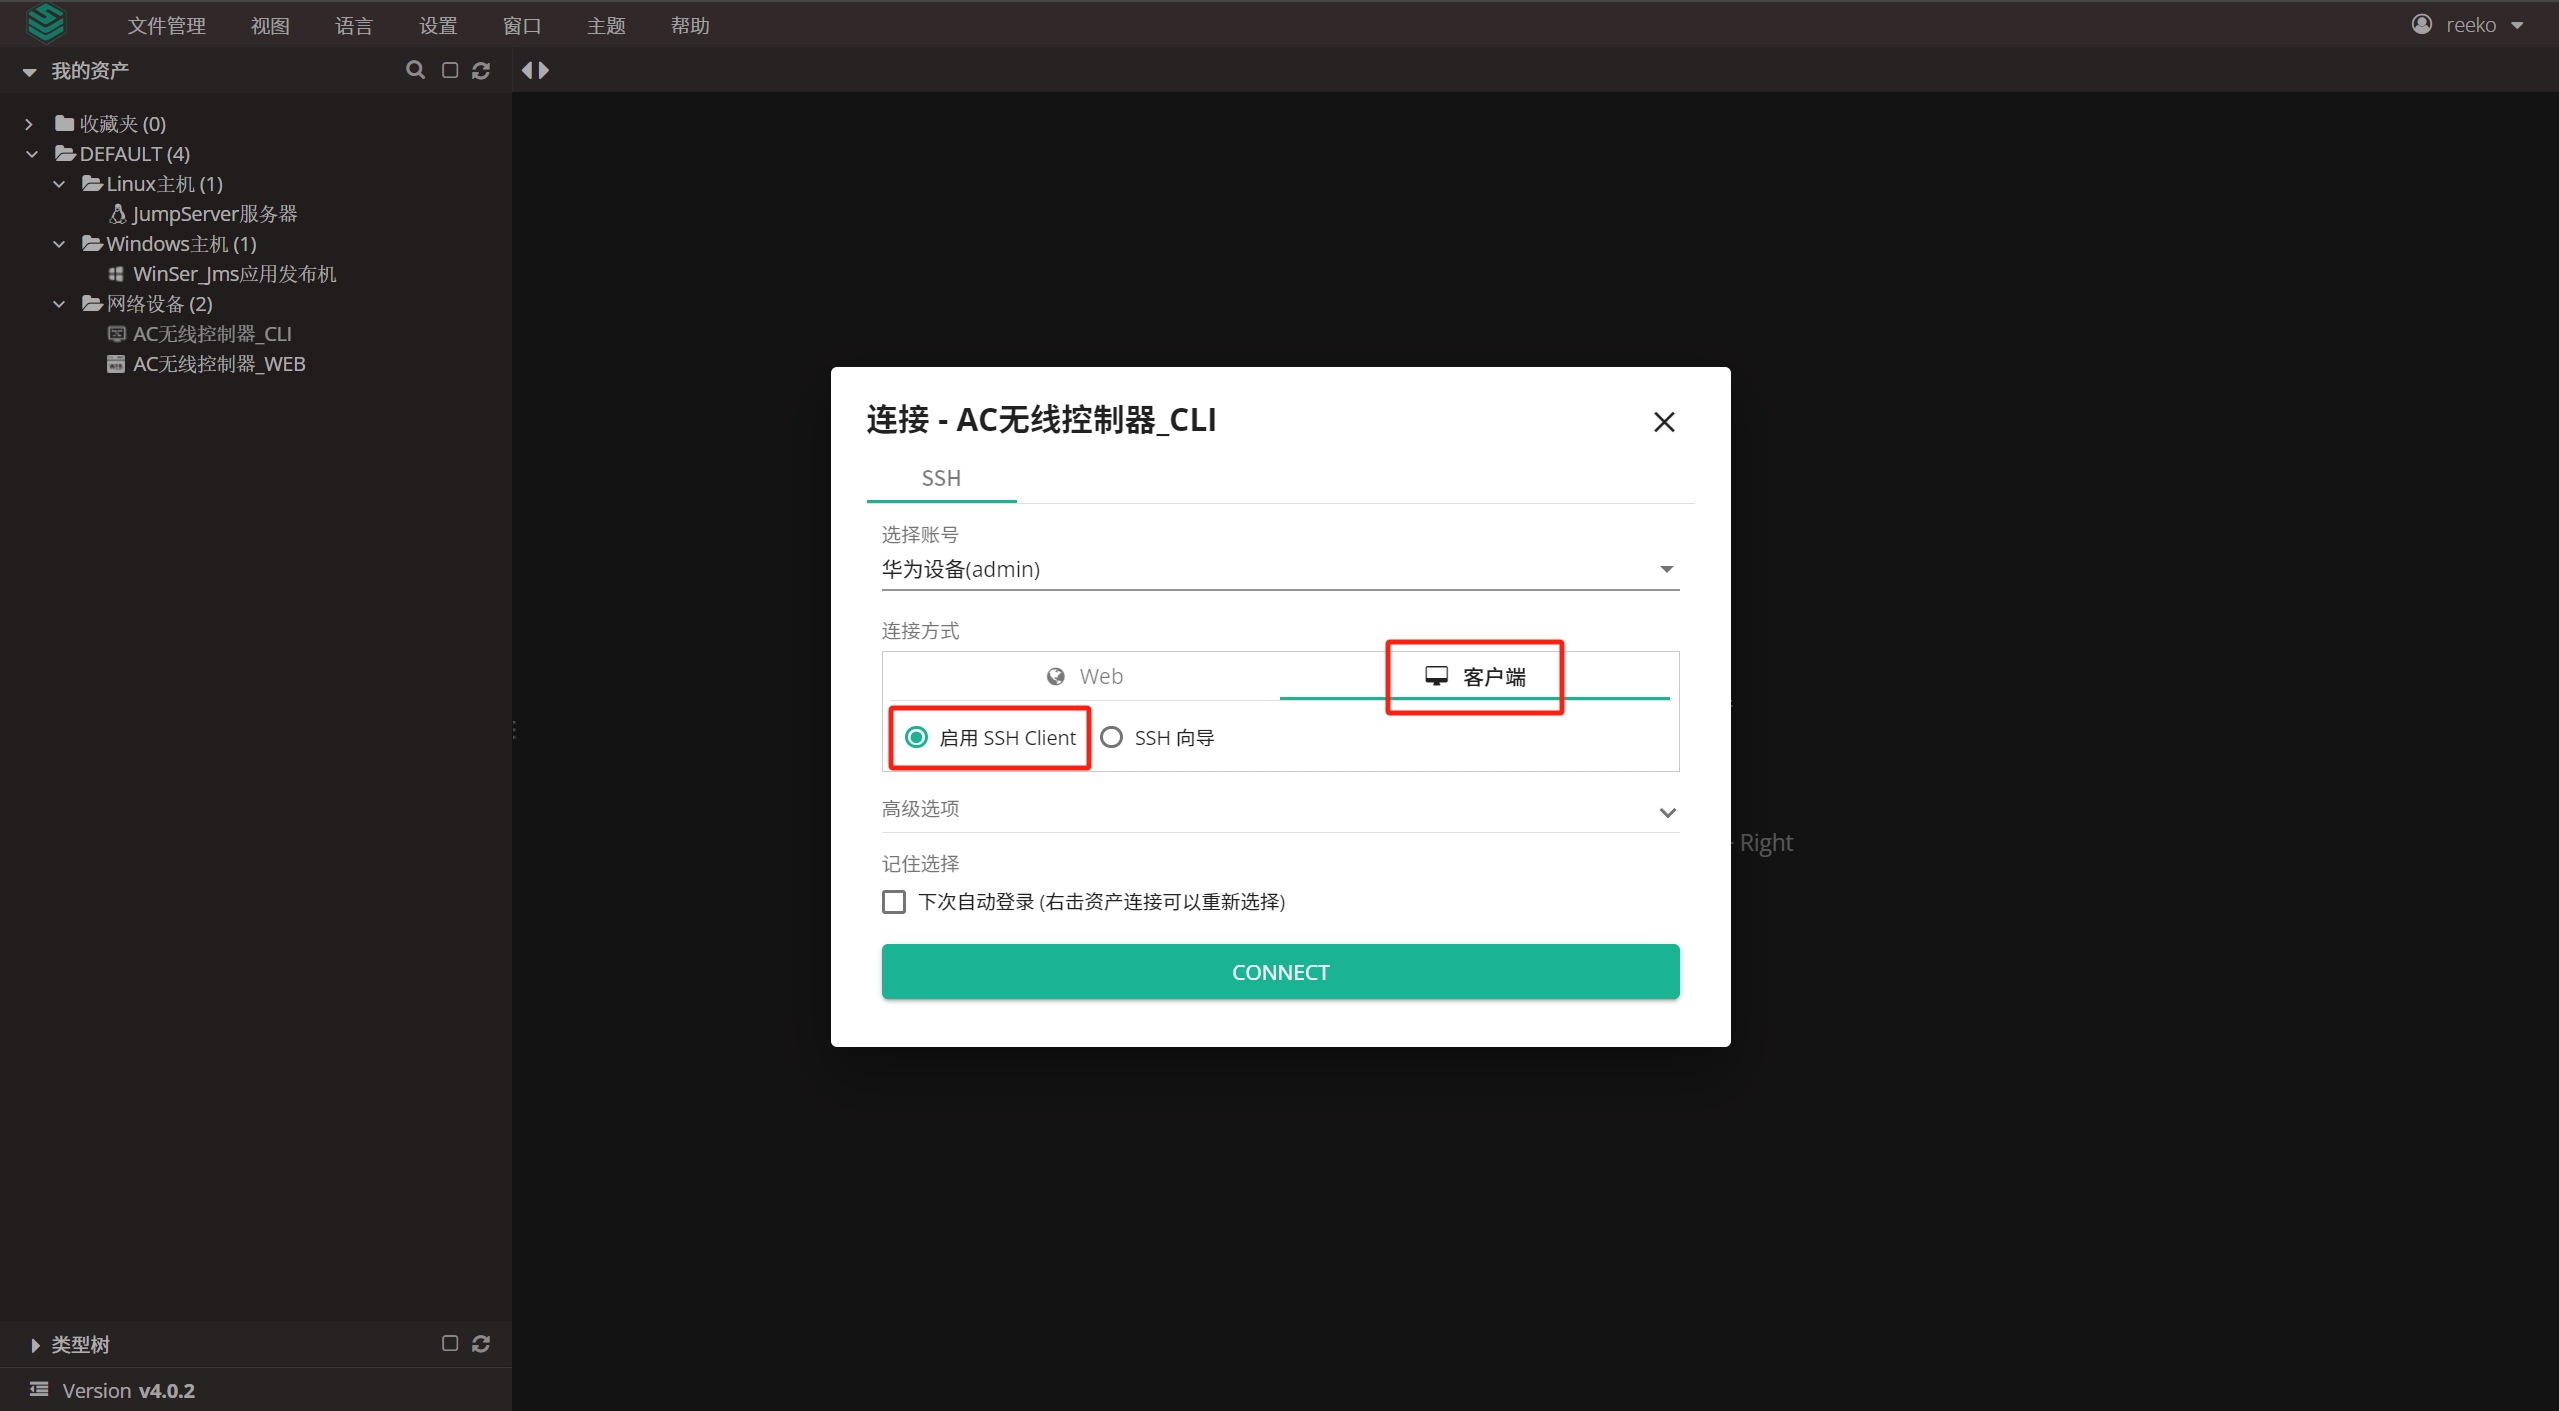 文件管理 视图 语言 设置 窗口 主题 帮助 reeko
我的资产
收藏夹 (0)
DEFAULT (4)
Linux主机 (1)
JumpServer服务器
Windows主机 (1)
WinSer_Jms应用发布机
网络设备 (2)
AC无线控制器_CLI
AC无线控制器_WEB
连接 - AC无线控制器_CLI
SSH
选择账号
华为设备(admin)
连接方式
Web 客户端
启用 SSH Client SSH 向导
高级选项
Right
记住选择
下次自动登录 (右击资产连接可以重新选择)
CONNECT
类型树
Version v4.0.2